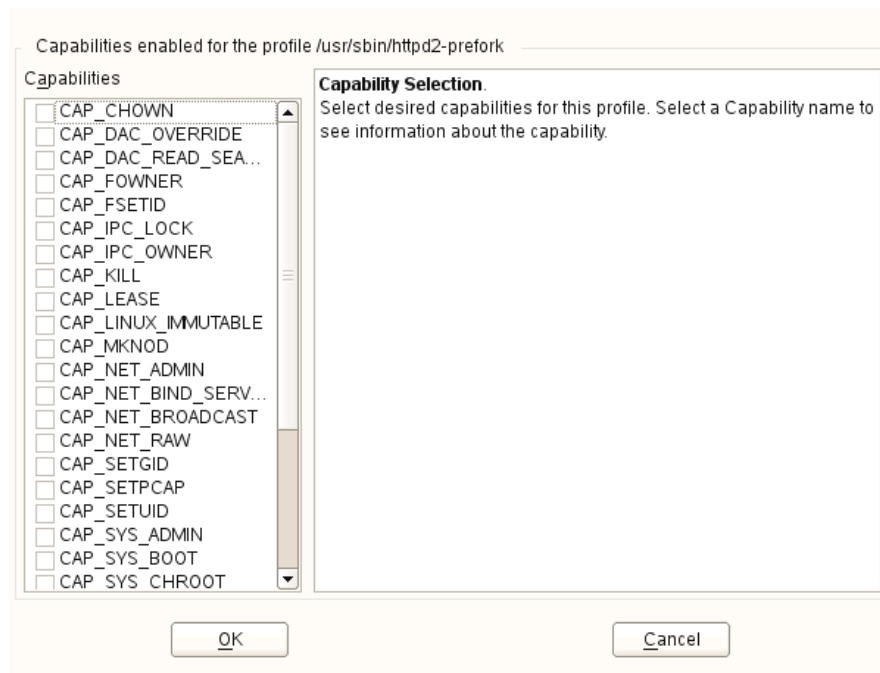 Capabilities enabled for the profile /usr/sbin/httpd2-prefork
Capabilities
CAP_CHOWN
CAP_DAC_OVERRIDE
CAP_DAC_READ_SEA...
CAP_FOWNER
CAP_FSETID
CAP_IPC_LOCK
CAP_IPC_OWNER
CAP_KILL
CAP_LEASE
CAP_LINUX_IMMUTABLE
CAP_MKNOD
CAP_NET_ADMIN
CAP_NET_BIND_SERV...
CAP_NET_BROADCAST
CAP_NET_RAW
CAP_SETGID
CAP_SETPCAP
CAP_SETUID
CAP_SYS_ADMIN
CAP_SYS_BOOT
CAP_SYS_CHROOT
Capability Selection.
Select desired capabilities for this profile. Select a Capability name to
see information about the capability.
OK
Cancel